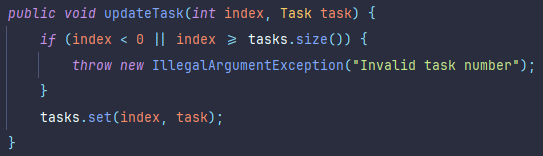 public void updateTask(int index, Task task) {
    if (index < 0 || index >= tasks.size()) {
        throw new IllegalArgumentException("Invalid task number");
    }
    tasks.set(index, task);
}